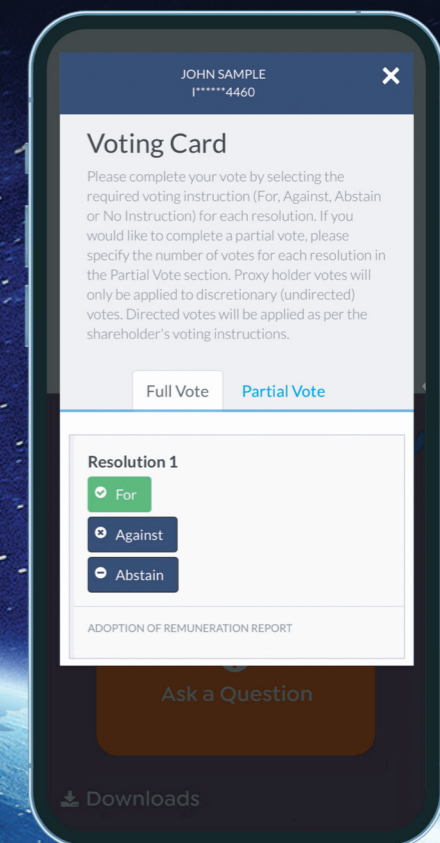 JOHN SAMPLE
I******4460
Voting Card
Please complete your vote by selecting the
required voting instruction (For, Against, Abstain
or No Instruction) for each resolution. If you
would like to complete a partial vote, please
specify the number of votes for each resolution in
the Partial Vote section. Proxy holder votes will
only be applied to discretionary (undirected)
votes. Directed votes will be applied as per the
shareholder's voting instructions.
Full Vote Partial Vote
Resolution 1
For
Against
Abstain
ADOPTION OF REMUNERATION REPORT
Ask a Question
Downloads